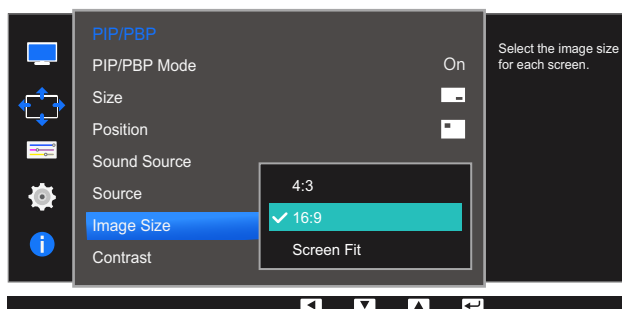 PIP/PBP
PIP/PBP Mode On
Size
Position
Sound Source
Source
Image Size
Contrast
4:3
16:9
Screen Fit
Select the image size
for each screen.